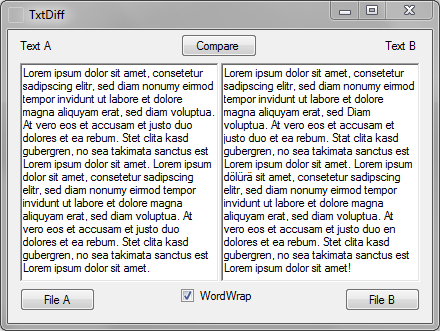 TxtDiff
Text A
Compare
Text B
Lorem ipsum dolor sit amet, consetetur
sadipscing elitr, sed diam nonumy eirmod
tempor invidunt ut labore et dolore
magna aliquyam erat, sed diam voluptua.
At vero eos et accusam et justo duo
dolores et ea rebum. Stet clita kasd
gubergren, no sea takimata sanctus est
Lorem ipsum dolor sit amet. Lorem ipsum
dolor sit amet, consetetur sadipscing
elitr, sed diam nonumy eirmod tempor
invidunt ut labore et dolore magna
aliquyam erat, sed diam voluptua. At
vero eos et accusam et justo duo
dolores et ea rebum. Stet clita kasd
gubergren, no sea takimata sanctus est
Lorem ipsum dolor sit amet.
Lorem ipsum dolor sit amet, consetetur
sadipscing elitr, sed diam nonumy eirmod
tempor invidunt ut labore et dolore
magna aliquyam erat, sed Diam
voluptua. At vero eos et accusam et
justo duo dolores et ea rebum. Stet
clita kasd gubergren, no sea takimata
sanctus est Lorem ipsum dolor sit amet. Lorem ipsum
dölürä sit amet, consetetur sadipscing
elitr, sed diam nonumy eirmod tempor
invidunt ut labore et dolore magna
aliquyam erat, sed diam voluptua. At
vero eos et accusam et justo duo en
dolores et ea rebum. Stet clita kasd
gubergren, no sea takimata sanctus est
Lorem ipsum dolor sit amet!
File A
WordWrap
File B